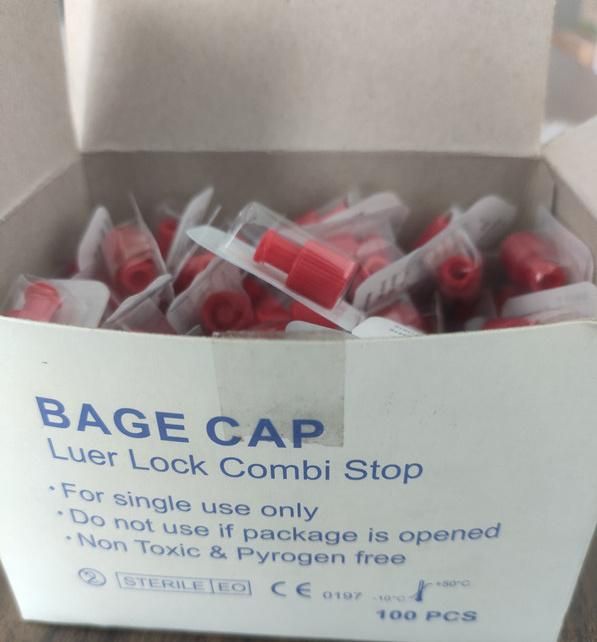 BAGE CAP
Luer Lock Combi Stop
• For single use only
• Do not use if package is opened
• Non Toxic & Pyrogen free
2 STERILE EO CE 0197 -10°C +50°C
100 PCS